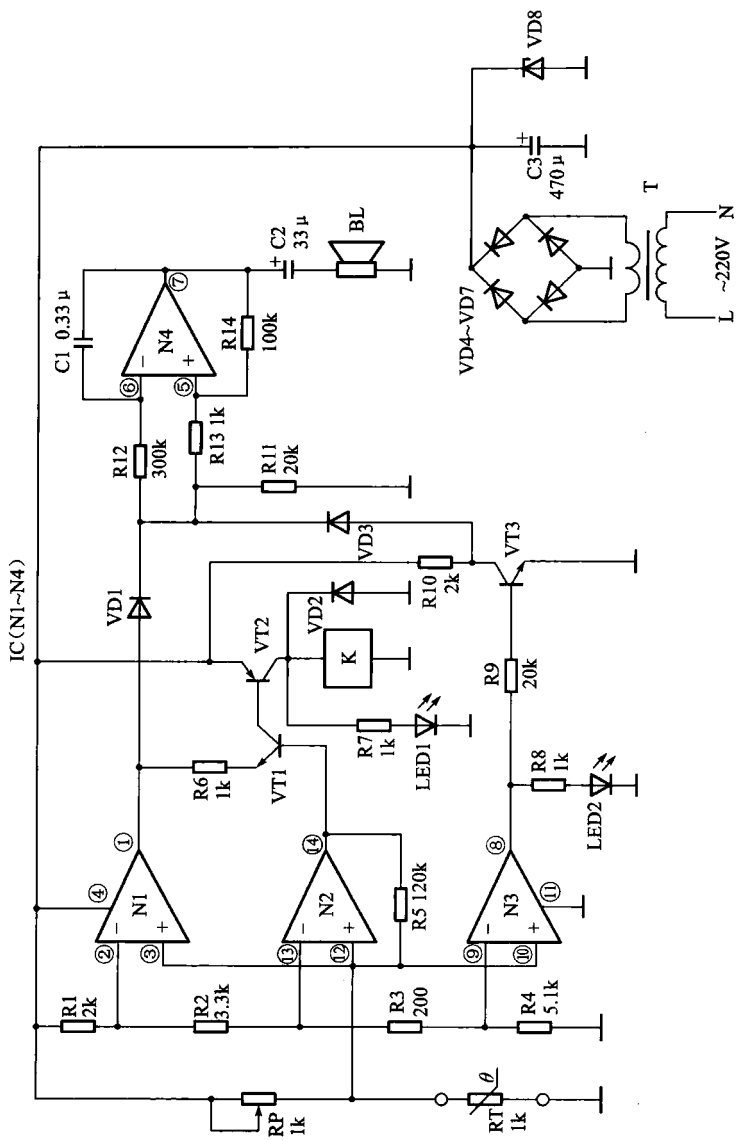 IC(N1~N4)
R1
2k
R2
3.3k
R3
200
R4
5.1k
RP
1k
θ
RT
1k
②
−
③
+
N1
④
①
⑬
−
⑫
+
N2
⑭
R5 120k
⑨
−
⑩
+
N3
⑪
⑧
R6
1k
VT1
VT2
VD1
R7
1k
LED1
K
VD2
R8
1k
LED2
R9
20k
VT3
R10
2k
VD3
R11
20k
R12
300k
R13 1k
C1 0.33μ
⑥
−
⑤
+
N4
⑦
R14
100k
+
C2
33μ
BL
VD4~VD7
+
C3
470μ
VD8
T
L
~220V
N